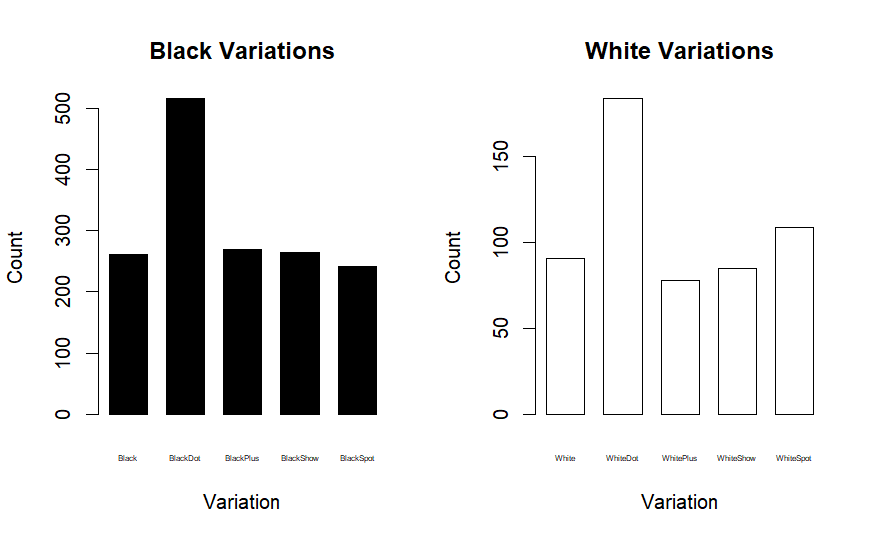 Black Variations
Count
500
400
300
200
100
0
Black BlackDot BlackPlus BlackShow BlackSpot
Variation
White Variations
Count
150
100
50
0
White WhiteDot WhitePlus WhiteShow WhiteSpot
Variation